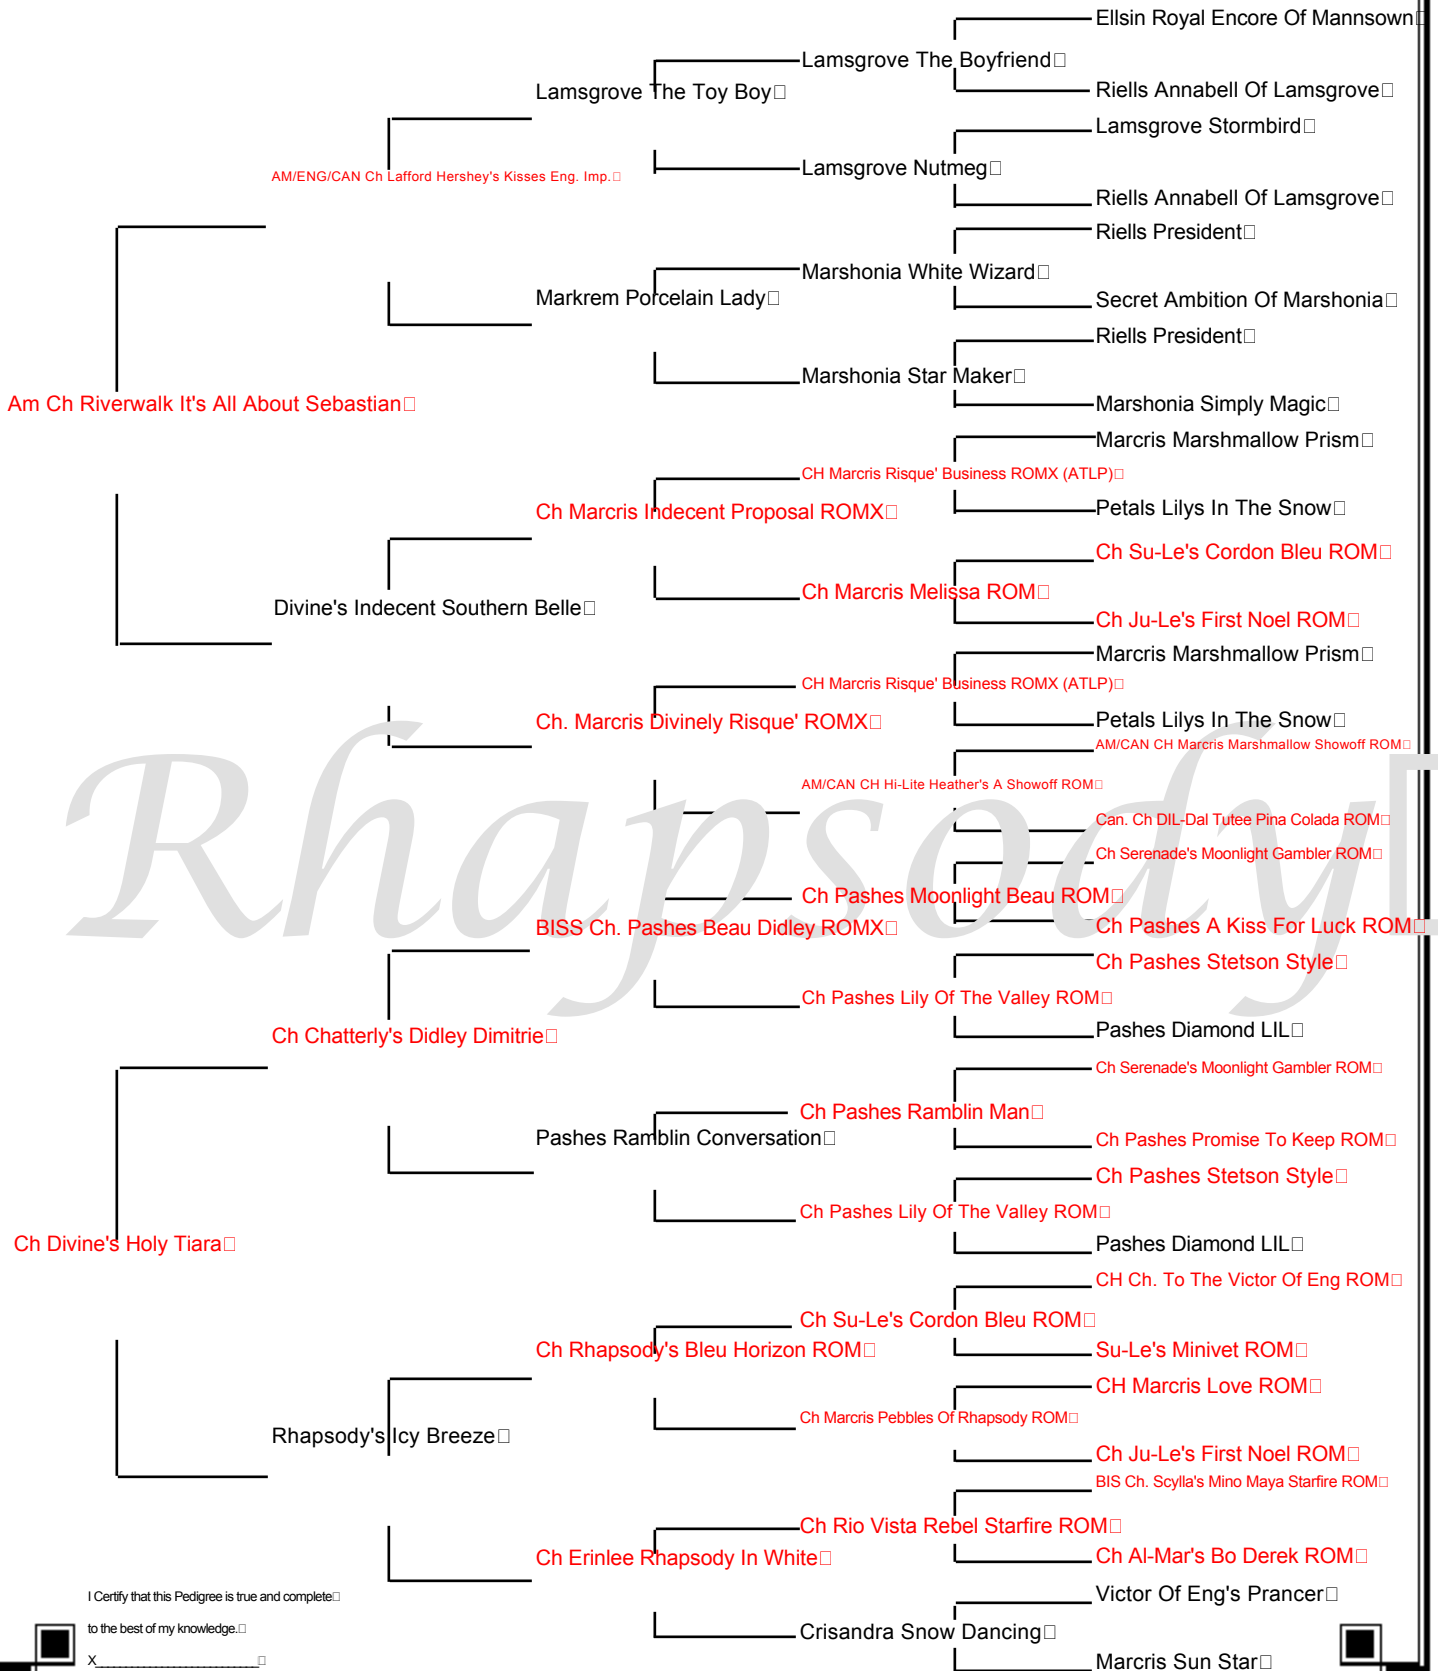 Ellsin Royal Encore Of Mannsown
Lamsgrove The Boyfriend
Lamsgrove The Toy Boy
Riells Annabell Of Lamsgrove
Lamsgrove Stormbird
Lamsgrove Nutmeg
AM/ENG/CAN Ch Lafford Hershey's Kisses Eng. Imp.
Riells Annabell Of Lamsgrove
Riells President
Marshonia White Wizard
Markrem Porcelain Lady
Secret Ambition Of Marshonia
Riells President
Marshonia Star Maker
Am Ch Riverwalk It's All About Sebastian
Marshonia Simply Magic
Marcris Marshmallow Prism
CH Marcris Risque' Business ROMX (ATLP)
Ch Marcris Indecent Proposal ROMX
Petals Lilys In The Snow
Ch Su-Le's Cordon Bleu ROM
Ch Marcris Melissa ROM
Divine's Indecent Southern Belle
Ch Ju-Le's First Noel ROM
Marcris Marshmallow Prism
CH Marcris Risque' Business ROMX (ATLP)
Ch. Marcris Divinely Risque' ROMX
Petals Lilys In The Snow
AM/CAN CH Marcris Marshmallow Showoff ROM
AM/CAN CH Hi-Lite Heather's A Showoff ROM
Can. Ch DIL-Dal Tutee Pina Colada ROM
Rhapsody
Ch Serenade's Moonlight Gambler ROM
Ch Pashes Moonlight Beau ROM
BISS Ch. Pashes Beau Didley ROMX
Ch Pashes A Kiss For Luck ROM
Ch Pashes Stetson Style
Ch Pashes Lily Of The Valley ROM
Ch Chatterly's Didley Dimitrie
Pashes Diamond LIL
Ch Serenade's Moonlight Gambler ROM
Ch Pashes Ramblin Man
Pashes Ramblin Conversation
Ch Pashes Promise To Keep ROM
Ch Pashes Stetson Style
Ch Pashes Lily Of The Valley ROM
Ch Divine's Holy Tiara
Pashes Diamond LIL
CH Ch. To The Victor Of Eng ROM
Ch Su-Le's Cordon Bleu ROM
Ch Rhapsody's Bleu Horizon ROM
Su-Le's Minivet ROM
CH Marcris Love ROM
Ch Marcris Pebbles Of Rhapsody ROM
Rhapsody's Icy Breeze
Ch Ju-Le's First Noel ROM
BIS Ch. Scylla's Mino Maya Starfire ROM
Ch Rio Vista Rebel Starfire ROM
Ch Erinlee Rhapsody In White
Ch Al-Mar's Bo Derek ROM
Victor Of Eng's Prancer
Crisandra Snow Dancing
Marcris Sun Star
I Certify that this Pedigree is true and complete
to the best of my knowledge.
X___________________________